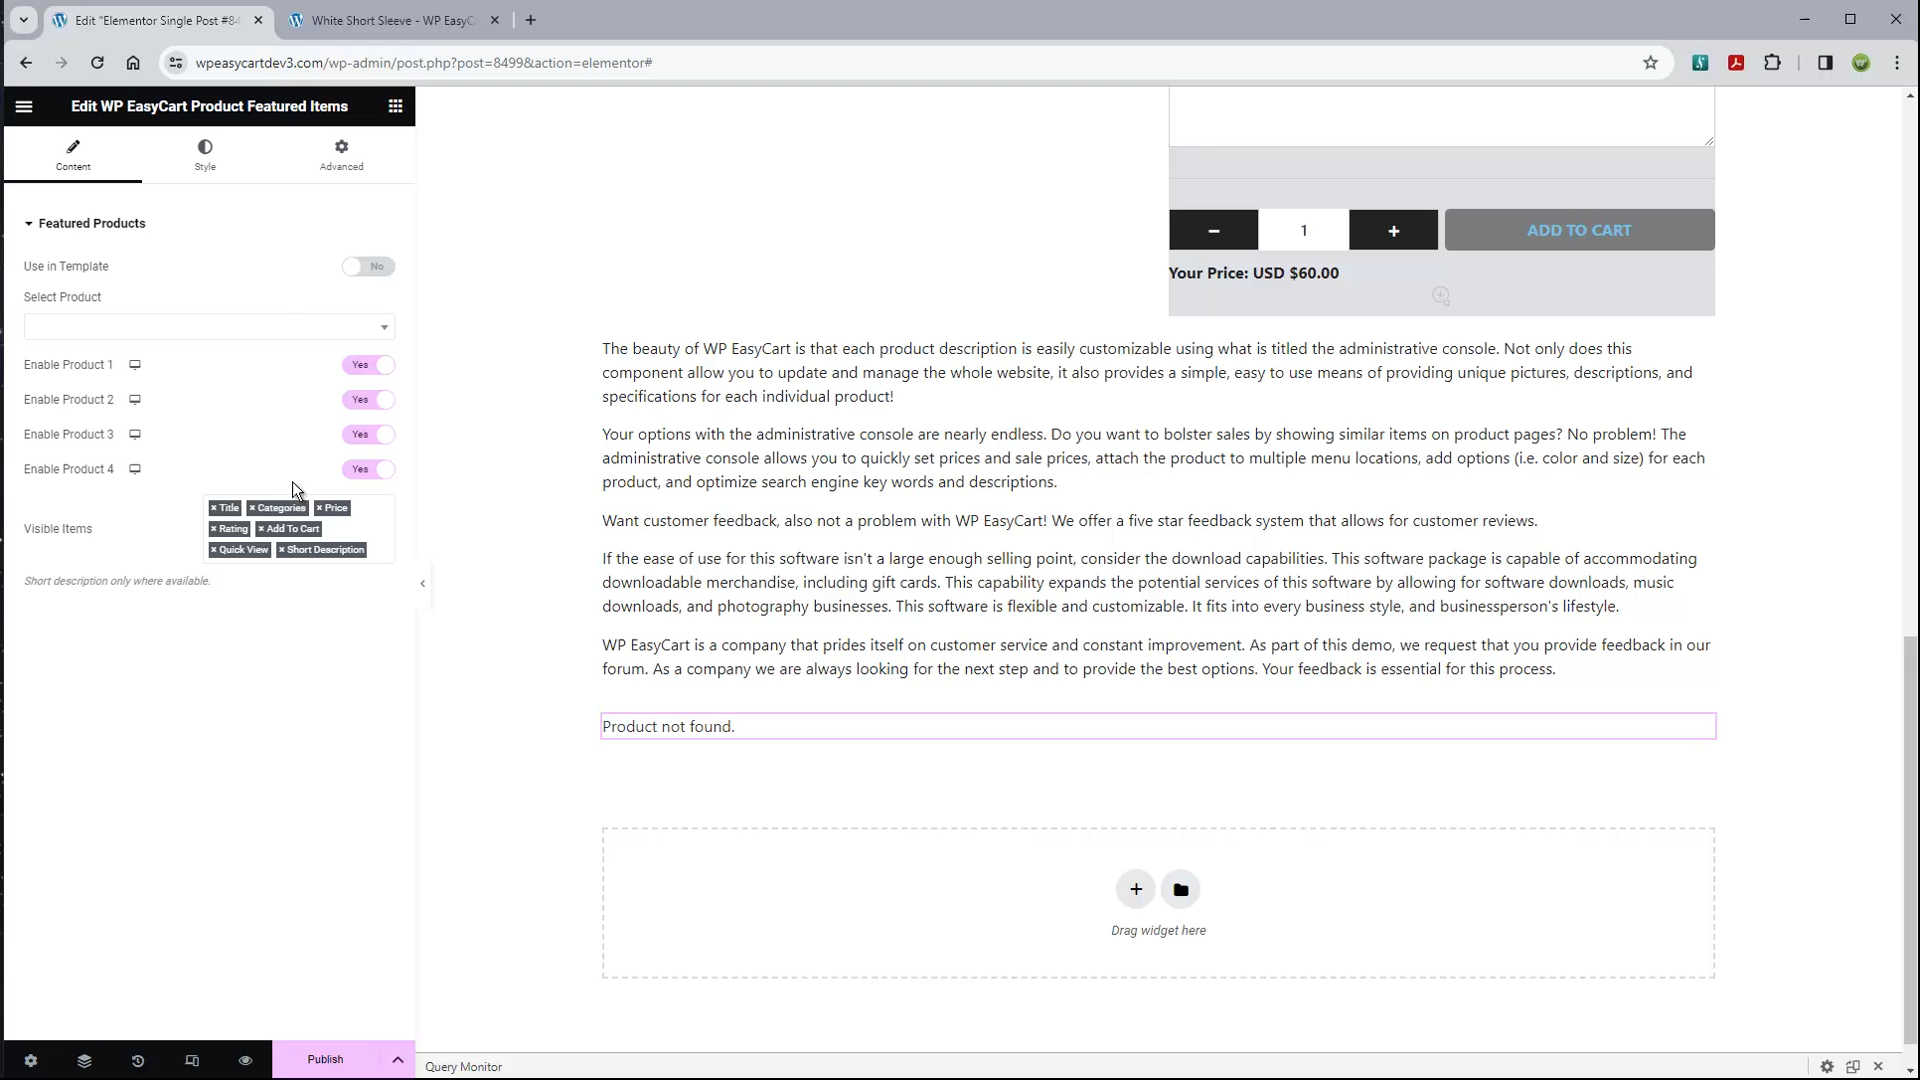 Edit "Elementor Single Post #84
White Short Sleeve - WP EasyC
wpeasycartdev3.com/wp-admin/post.php?post=8499&action=elementor#
Edit WP EasyCart Product Featured Items
Content
Style
Advanced
Featured Products
Use in Template
No
Select Product
Enable Product 1
Yes
Enable Product 2
Yes
Enable Product 3
Yes
Enable Product 4
Yes
Visible Items
× Title × Categories × Price
× Rating × Add To Cart
× Quick View × Short Description
Short description only where available.
Publish
− 1 + ADD TO CART
Your Price: USD $60.00
The beauty of WP EasyCart is that each product description is easily customizable using what is titled the administrative console. Not only does this
component allow you to update and manage the whole website, it also provides a simple, easy to use means of providing unique pictures, descriptions, and
specifications for each individual product!
Your options with the administrative console are nearly endless. Do you want to bolster sales by showing similar items on product pages? No problem! The
administrative console allows you to quickly set prices and sale prices, attach the product to multiple menu locations, add options (i.e. color and size) for each
product, and optimize search engine key words and descriptions.
Want customer feedback, also not a problem with WP EasyCart! We offer a five star feedback system that allows for customer reviews.
If the ease of use for this software isn't a large enough selling point, consider the download capabilities. This software package is capable of accommodating
downloadable merchandise, including gift cards. This capability expands the potential services of this software by allowing for software downloads, music
downloads, and photography businesses. This software is flexible and customizable. It fits into every business style, and businessperson's lifestyle.
WP EasyCart is a company that prides itself on customer service and constant improvement. As part of this demo, we request that you provide feedback in our
forum. As a company we are always looking for the next step and to provide the best options. Your feedback is essential for this process.
Product not found.
Drag widget here
Query Monitor